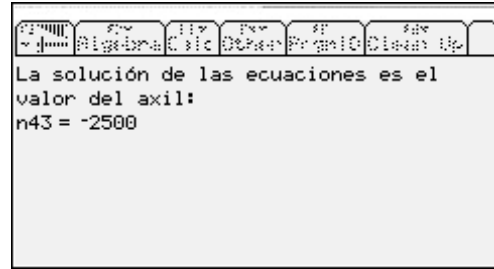 Algebra Calc Other PrgmIO Clean Up
La solución de las ecuaciones es el
valor del axil:
n43 = -2500